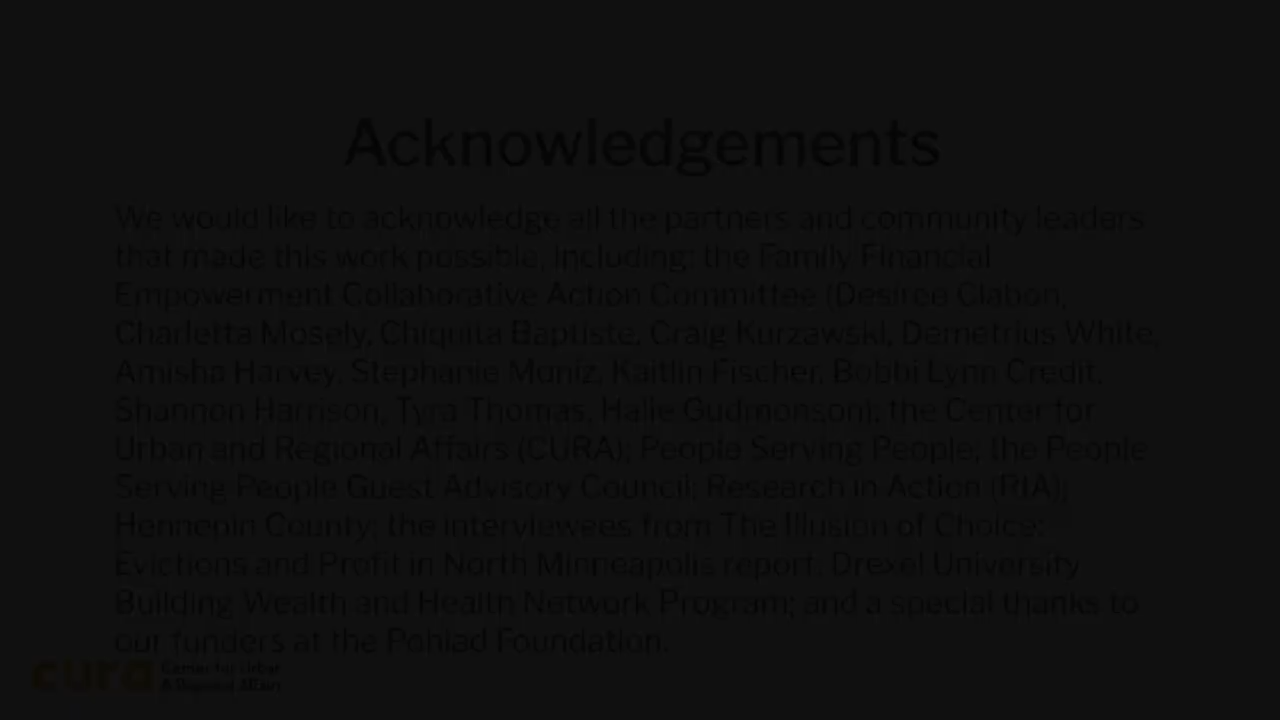 Acknowledgements
We would like to acknowledge all the partners and community leaders
that made this work possible, including: the Family Financial
Empowerment Collaborative Action Committee (Desiree Clabon,
Charletta Mosely, Chiquita Baptiste, Craig Kurzawski, Demetrius White,
Amisha Harvey, Stephanie Moniz, Kaitlin Fischer, Bobbi Lynn Credit,
Shannon Harrison, Tyra Thomas, Halie Gudmonson); the Center for
Urban and Regional Affairs (CURA); People Serving People; the People
Serving People Guest Advisory Council; Research in Action (RIA);
Hennepin County; the interviewees from The Illusion of Choice:
Evictions and Profit in North Minneapolis report; Drexel University
Building Wealth and Health Network Program; and a special thanks to
our funders at the Pohlad Foundation.
cura Center for Urban
& Regional Affairs